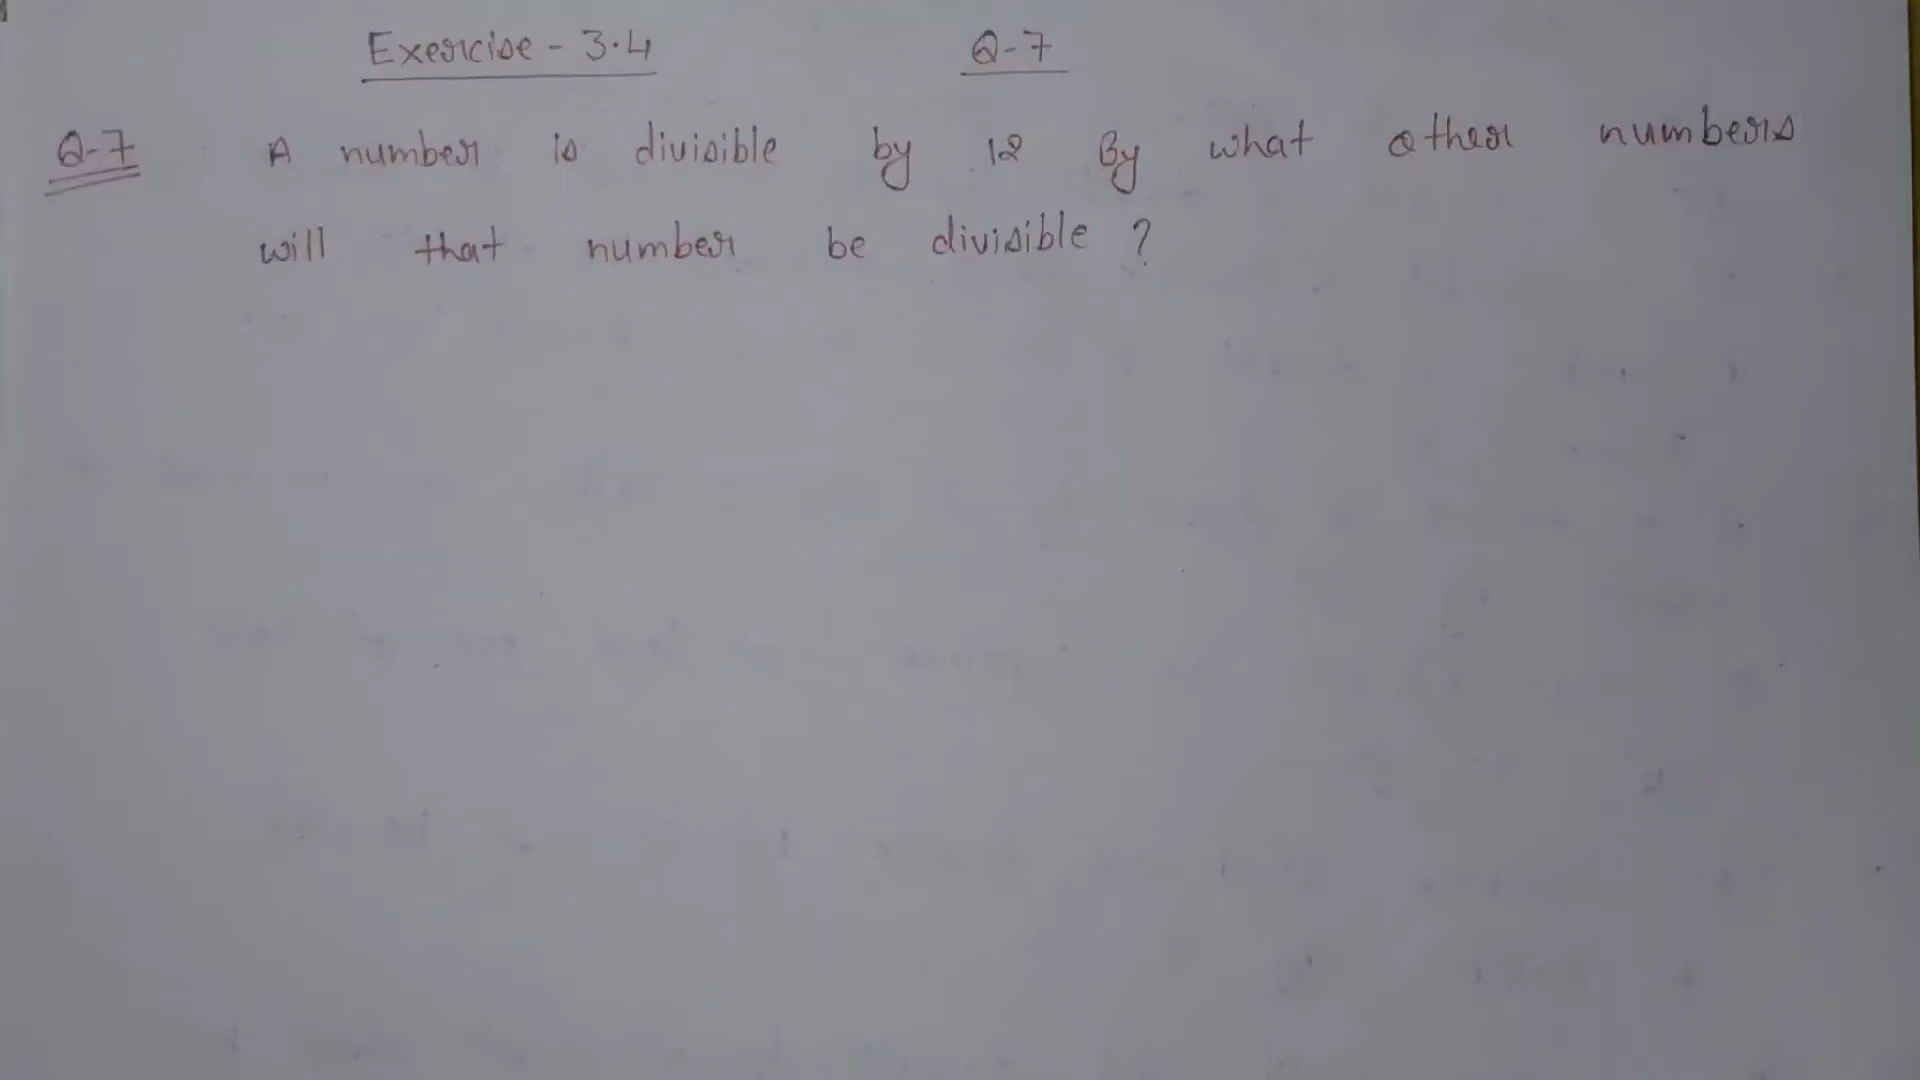 Exercise - 3.4 Q-7
Q-7 A number is divisible by 12 By what other numbers
will that number be divisible ?